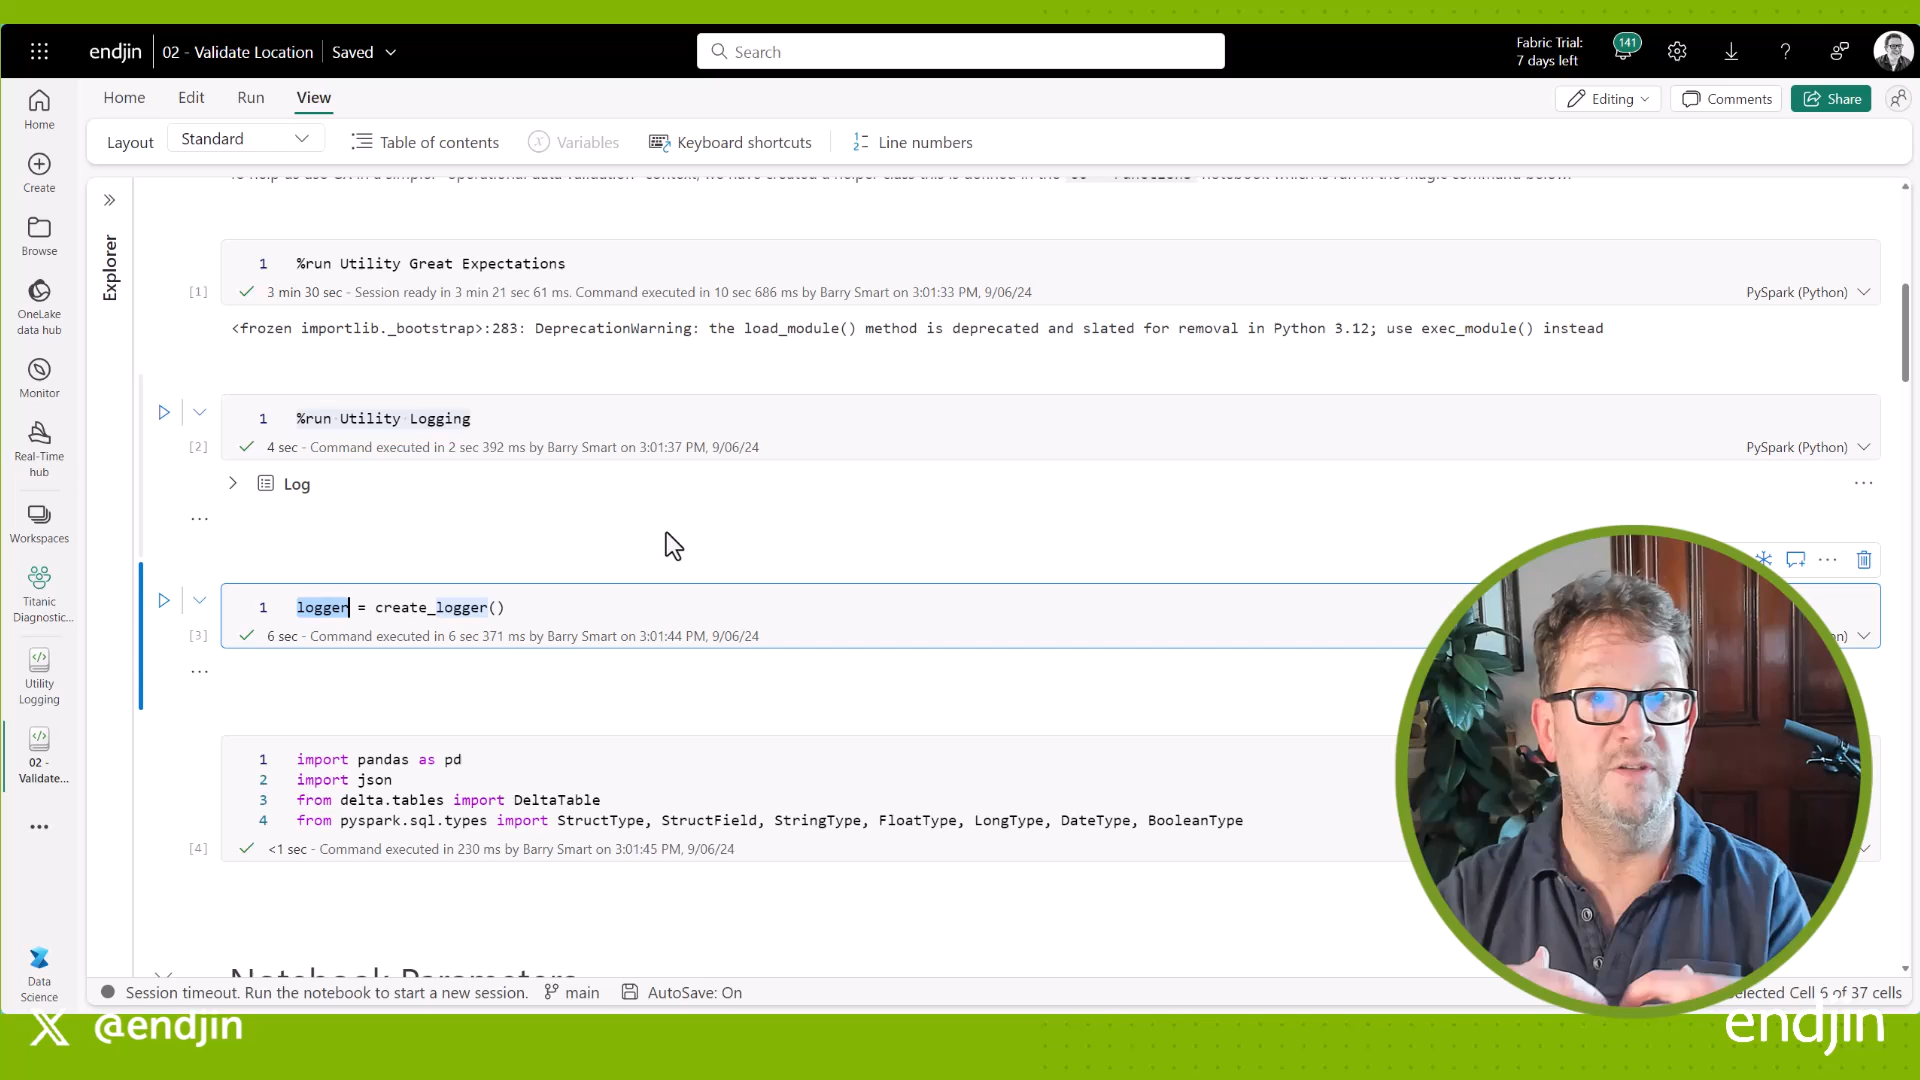 endjin
02 - Validate Location
Saved
Search
Fabric Trial:
7 days left
141
Home
Edit
Run
View
Editing
Comments
Share
Layout
Standard
Table of contents
Variables
Keyboard shortcuts
Line numbers
Home
Create
Browse
OneLake
data hub
Monitor
Real-Time
hub
Workspaces
Titanic
Diagnostic...
Utility
Logging
02 -
Validate...
Data
Science
Explorer
1 %run Utility Great Expectations
[1] 3 min 30 sec - Session ready in 3 min 21 sec 61 ms. Command executed in 10 sec 686 ms by Barry Smart on 3:01:33 PM, 9/06/24
PySpark (Python)
<frozen importlib._bootstrap>:283: DeprecationWarning: the load_module() method is deprecated and slated for removal in Python 3.12; use exec_module() instead
1 %run Utility Logging
[2] 4 sec - Command executed in 2 sec 392 ms by Barry Smart on 3:01:37 PM, 9/06/24
PySpark (Python)
Log
1 logger = create_logger()
[3] 6 sec - Command executed in 6 sec 371 ms by Barry Smart on 3:01:44 PM, 9/06/24
1 import pandas as pd
2 import json
3 from delta.tables import DeltaTable
4 from pyspark.sql.types import StructType, StructField, StringType, FloatType, LongType, DateType, BooleanType
[4] <1 sec - Command executed in 230 ms by Barry Smart on 3:01:45 PM, 9/06/24
Notebook Parameters
Session timeout. Run the notebook to start a new session.
main
AutoSave: On
Selected Cell 6 of 37 cells
@endjin
endjin